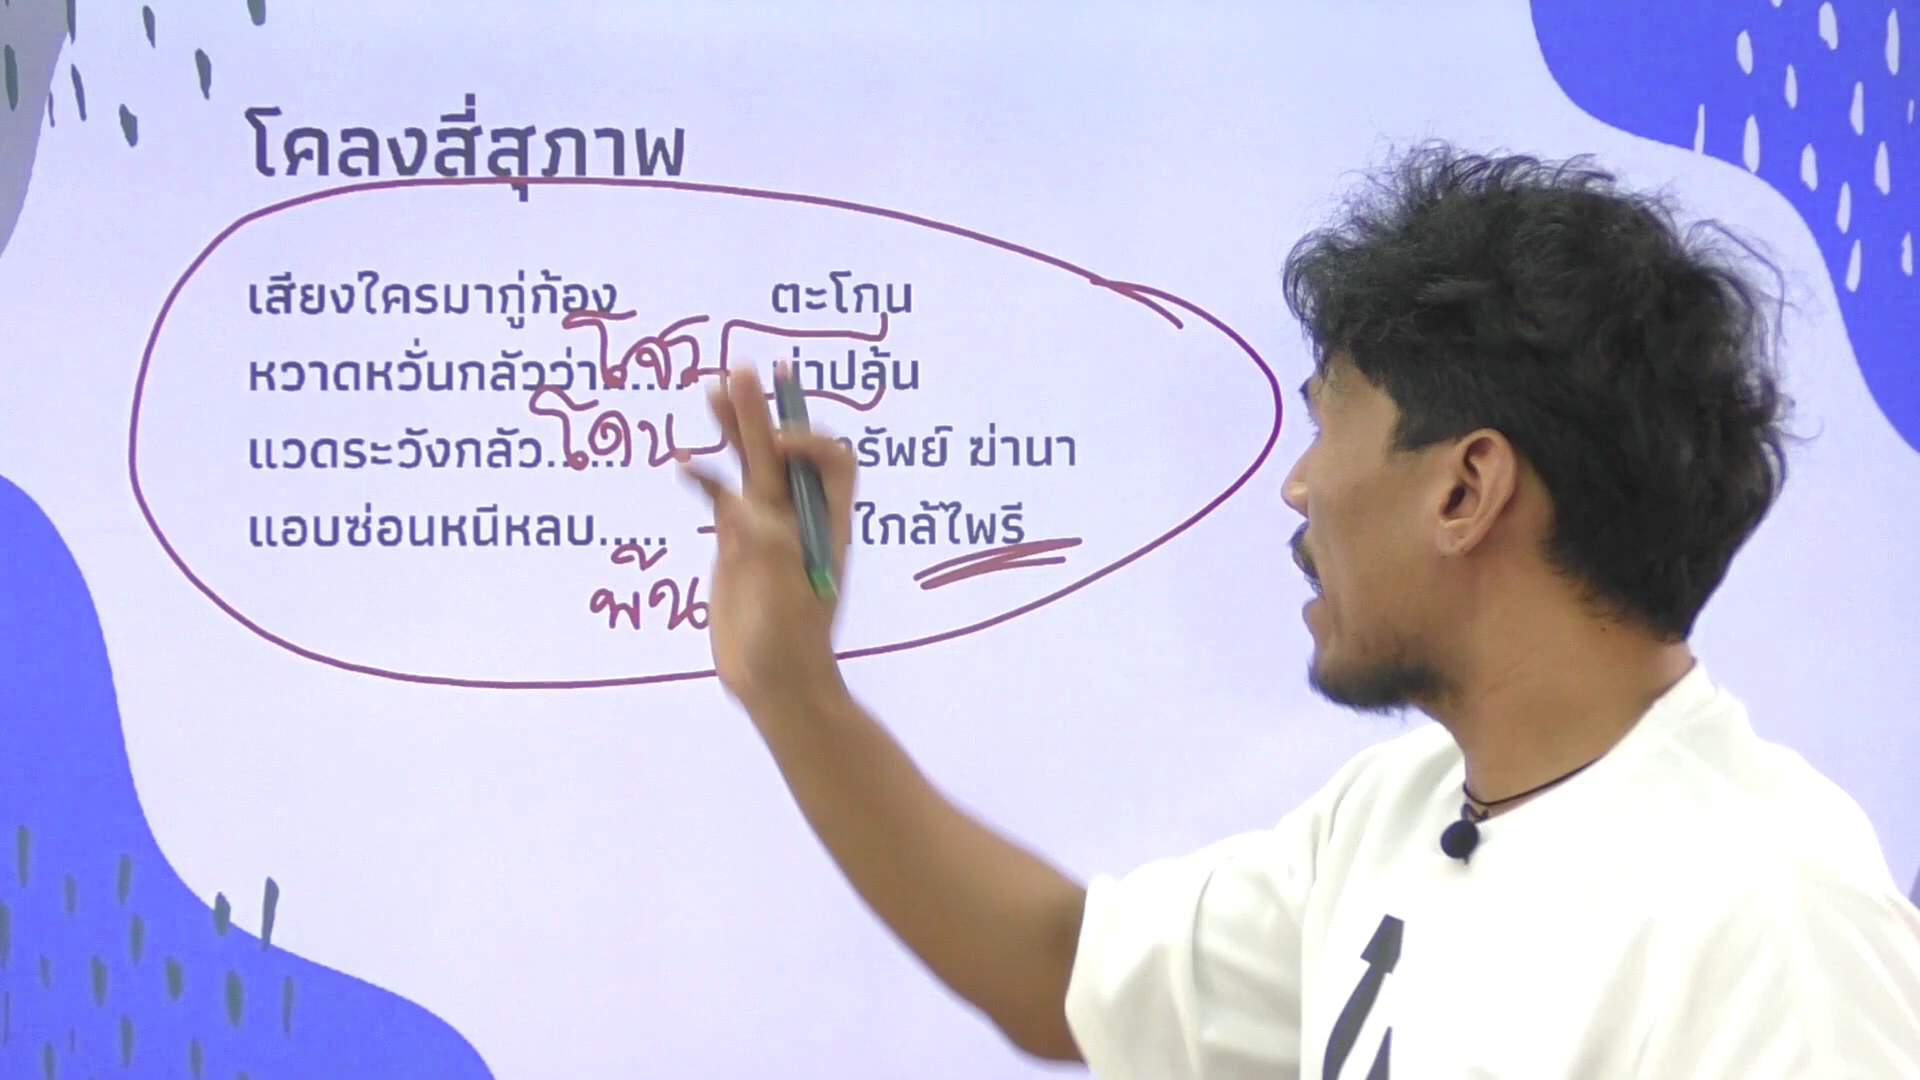 โคลงสี่สุภาพ
เสียงใครมากู่ก้อง ตะโกน
หวาดหวั่นกลัวว่า...... โชว ฆ่าปล้น
แวดระวังกลัว...... โดน ทรัพย์ ฆ่านา
แอบซ่อนหนีหลบ..... ใกล้ไพรี
พ้น